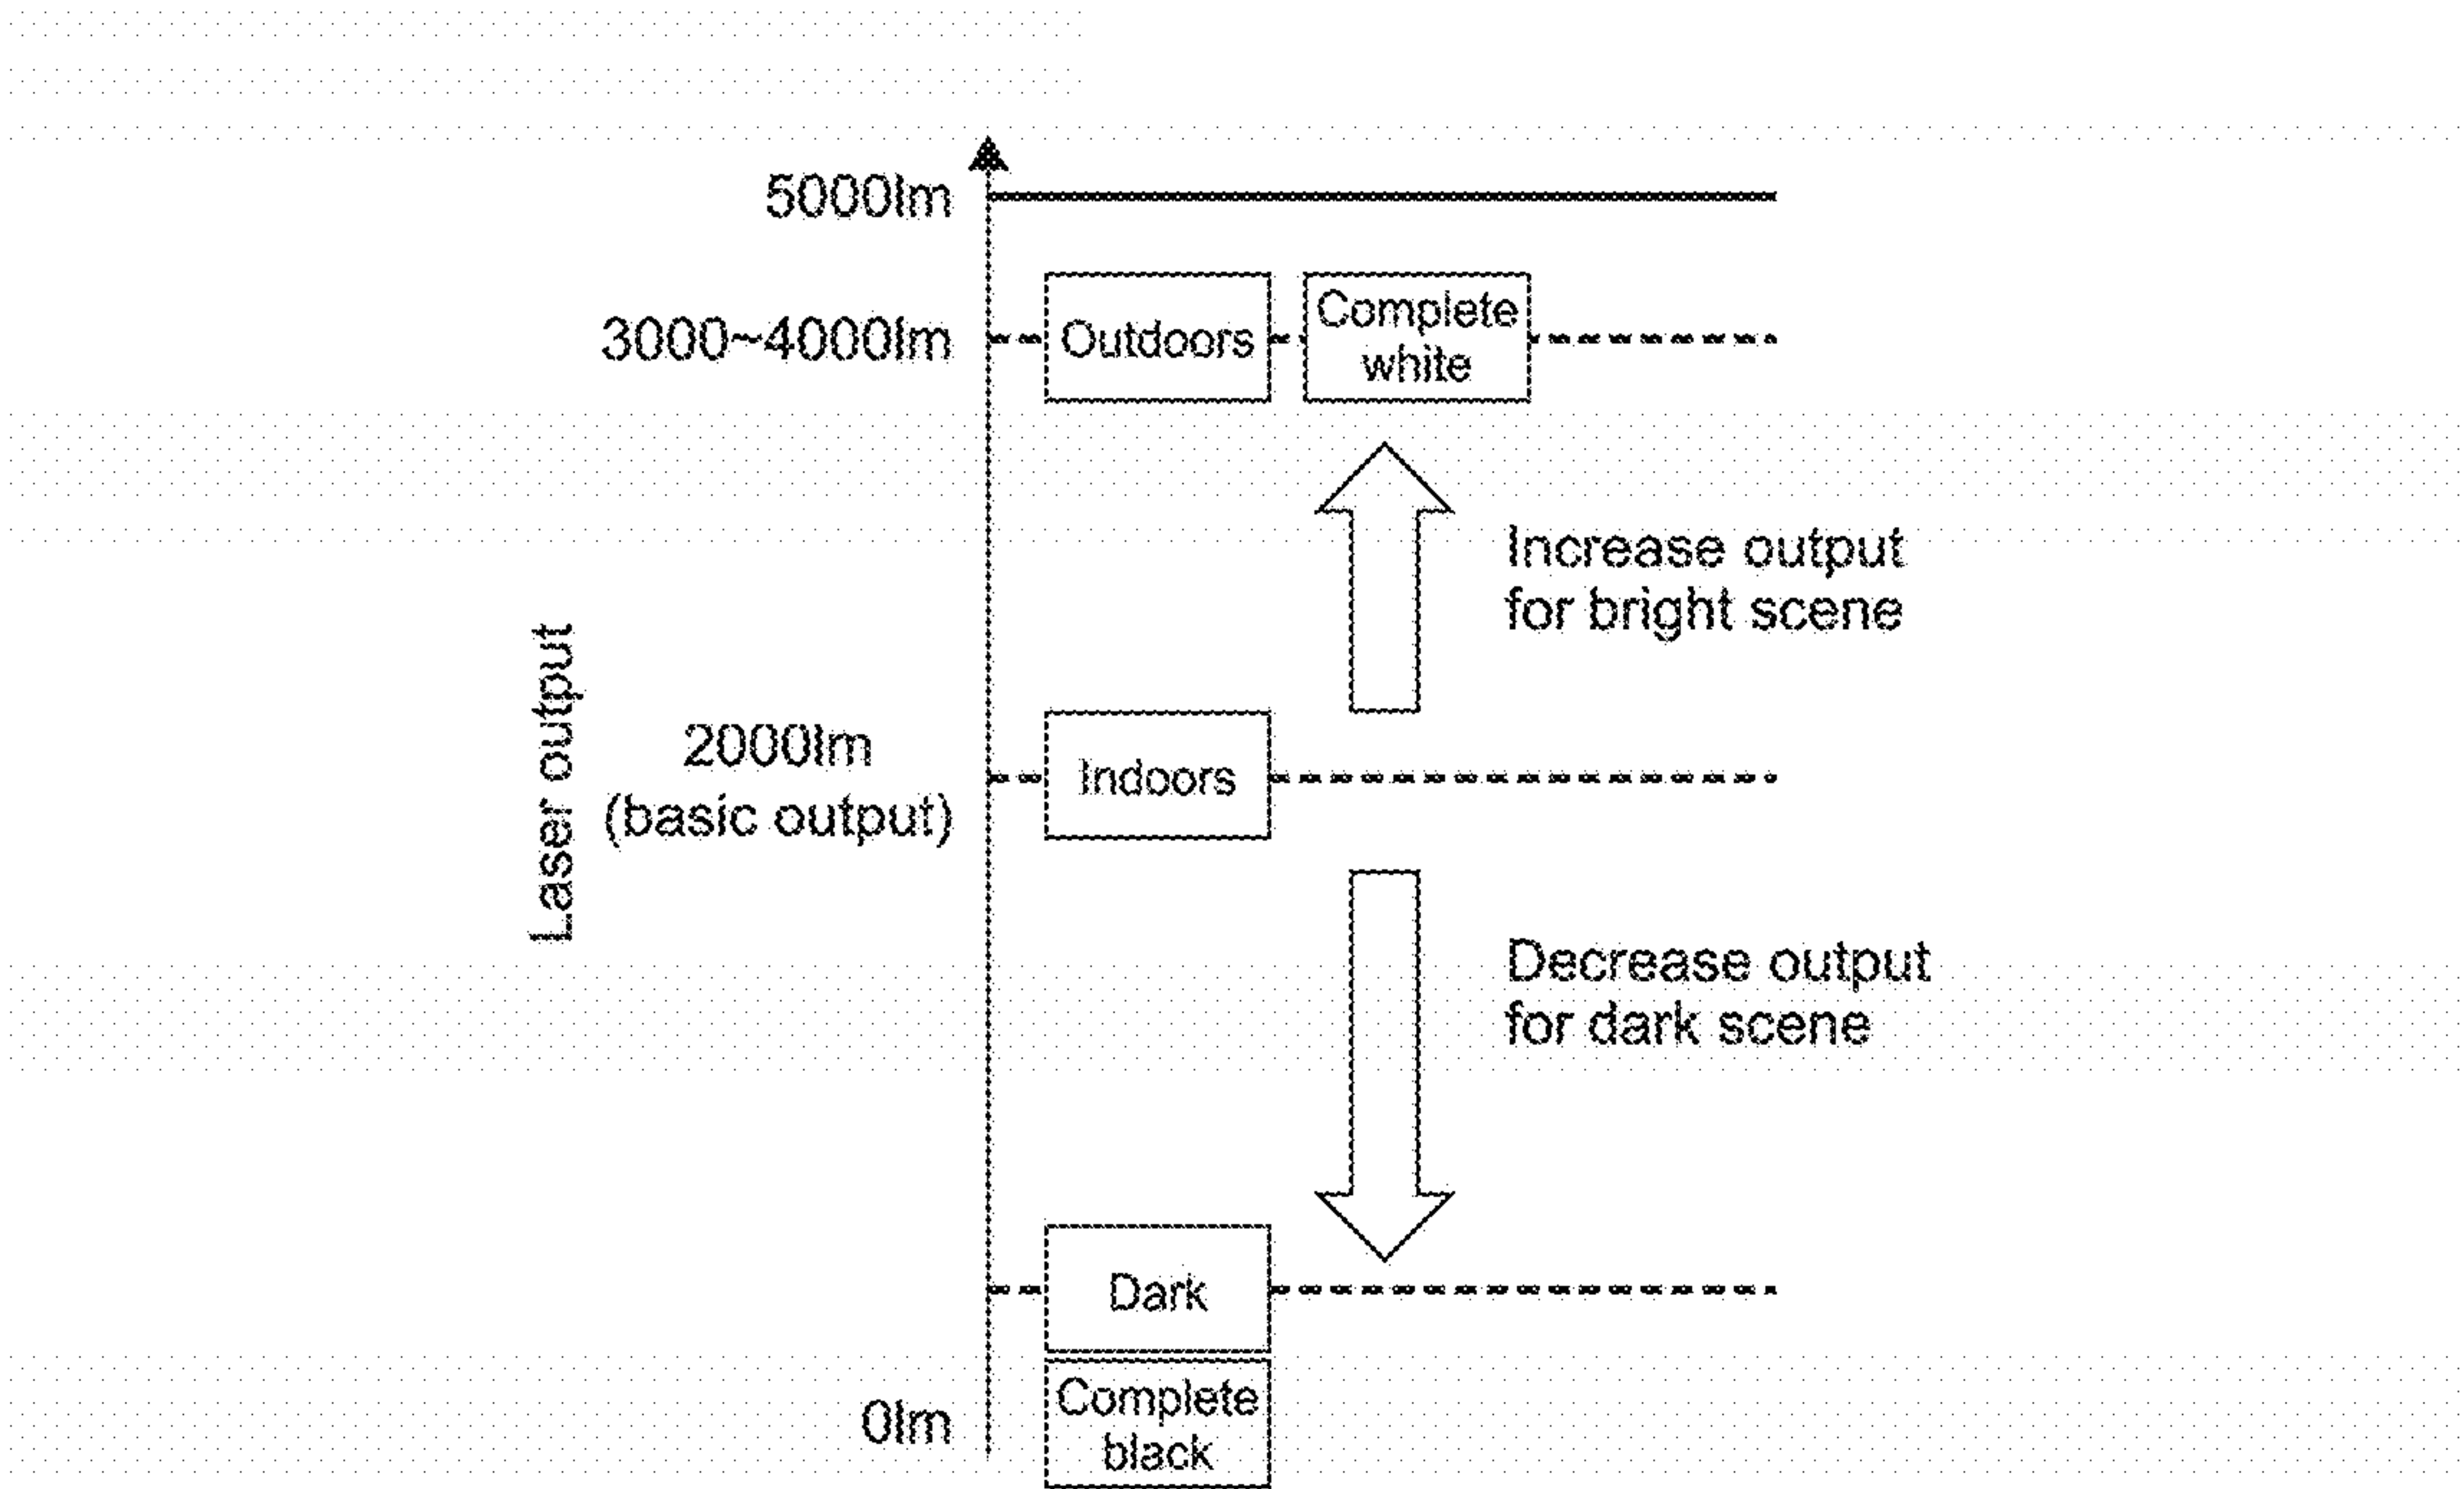 5000lm
3000~4000lm
Outdoors
Complete
white
Increase output
for bright scene
Laser output
2000lm
(basic output)
Indoors
Decrease output
for dark scene
Dark
0lm
Complete
black